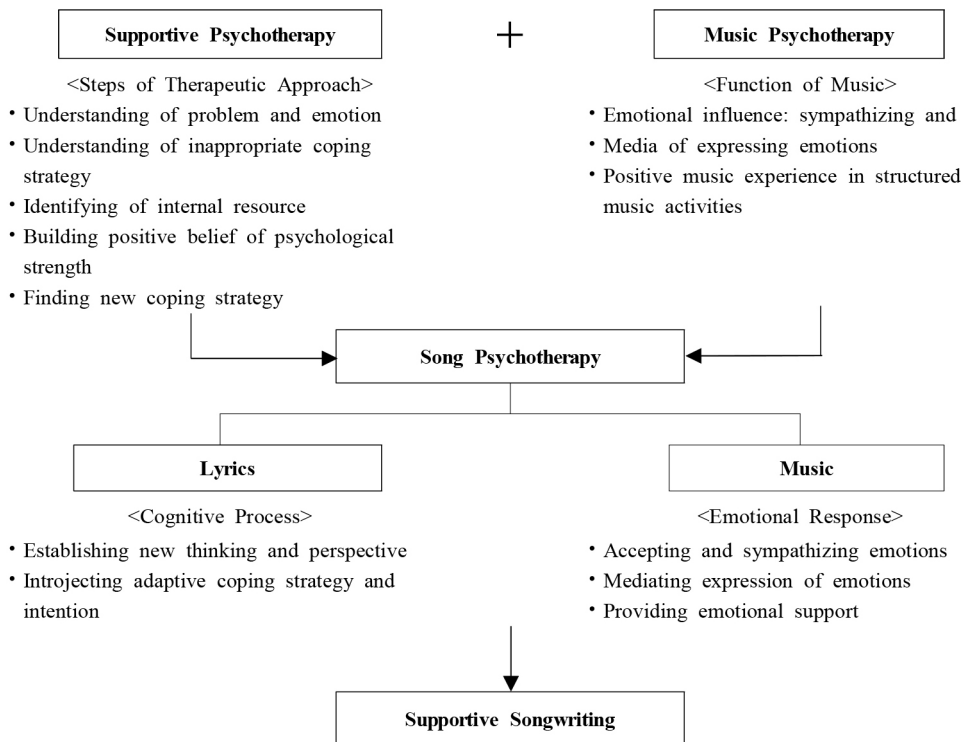 Supportive Psychotherapy
+
Music Psychotherapy
<Steps of Therapeutic Approach>
• Understanding of problem and emotion
• Understanding of inappropriate coping
strategy
• Identifying of internal resource
• Building positive belief of psychological
strength
• Finding new coping strategy
<Function of Music>
• Emotional influence: sympathizing and
• Media of expressing emotions
• Positive music experience in structured
music activities
Song Psychotherapy
Lyrics
<Cognitive Process>
• Establishing new thinking and perspective
• Introjecting adaptive coping strategy and
intention
Music
<Emotional Response>
• Accepting and sympathizing emotions
• Mediating expression of emotions
• Providing emotional support
Supportive Songwriting